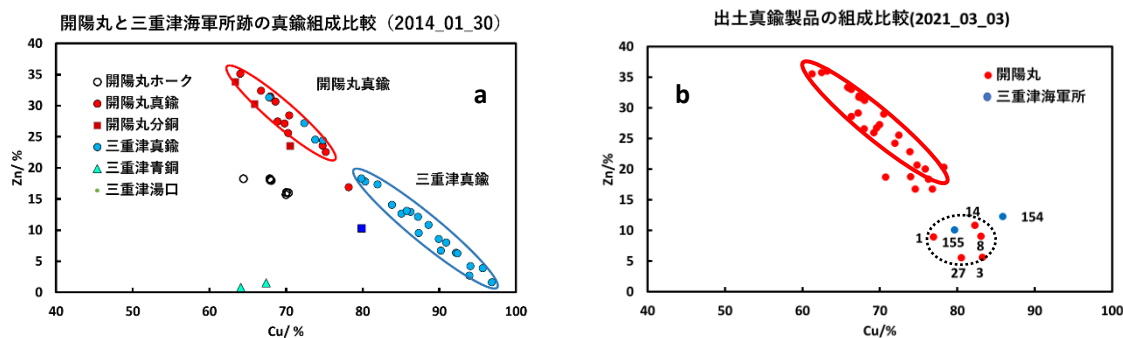 開陽丸と三重津海軍所跡の真鍮組成比較（2014_01_30）
40
35
30
25
20
15
10
5
0
Zn/ %
開陽丸ホーク
開陽丸真鍮
開陽丸分銅
三重津真鍮
三重津青銅
三重津湯口
開陽丸真鍮
a
三重津真鍮
40 50 60 70 80 90 100
Cu/ %
出土真鍮製品の組成比較(2021_03_03)
40
35
30
25
20
15
10
5
0
Zn/%
b
開陽丸
三重津海軍所
14
154
1
155
8
27
3
40 50 60 70 80 90 100
Cu/ %